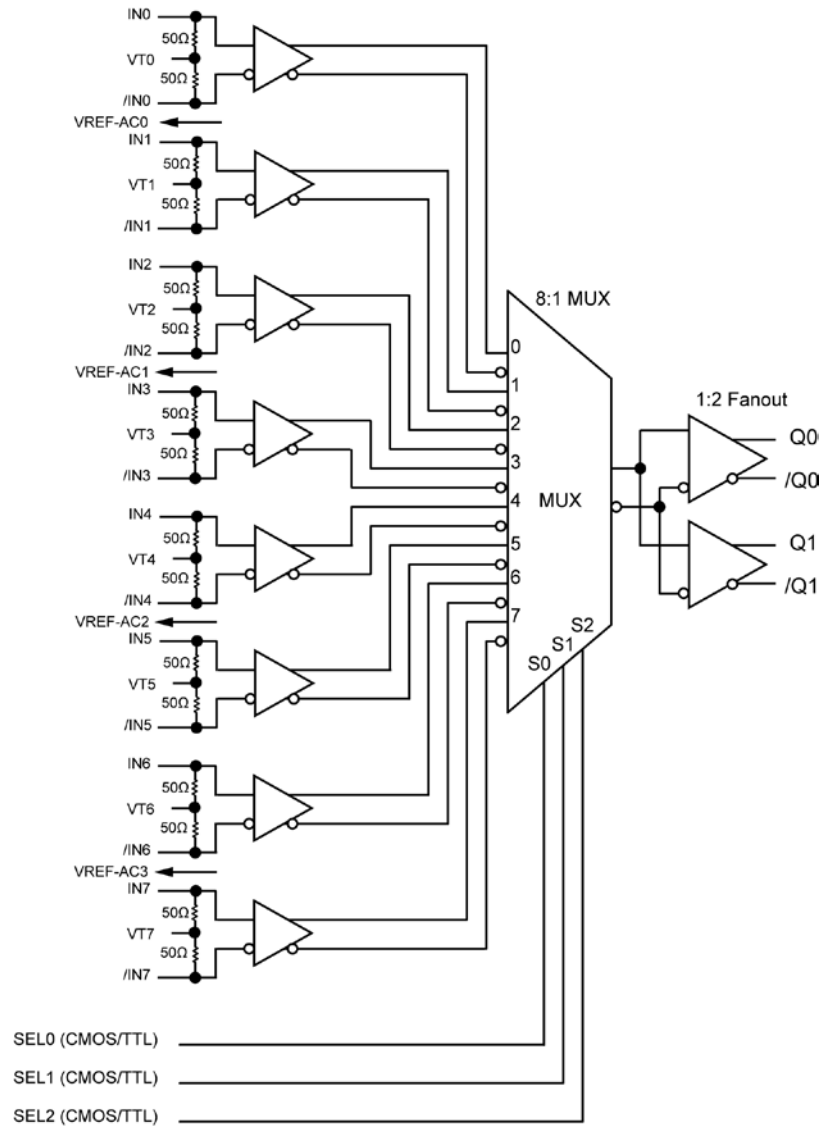 IN0
50Ω
VT0
50Ω
/IN0
VREF-AC0
IN1
50Ω
VT1
50Ω
/IN1
IN2
50Ω
VT2
50Ω
/IN2
VREF-AC1
IN3
50Ω
VT3
50Ω
/IN3
IN4
50Ω
VT4
50Ω
/IN4
VREF-AC2
IN5
50Ω
VT5
50Ω
/IN5
IN6
50Ω
VT6
50Ω
/IN6
VREF-AC3
IN7
50Ω
VT7
50Ω
/IN7
SEL0 (CMOS/TTL)
SEL1 (CMOS/TTL)
SEL2 (CMOS/TTL)
8:1 MUX
0
1
2
3
4
MUX
5
6
7
S2
S1
S0
1:2 Fanout
Q0
/Q0
Q1
/Q1